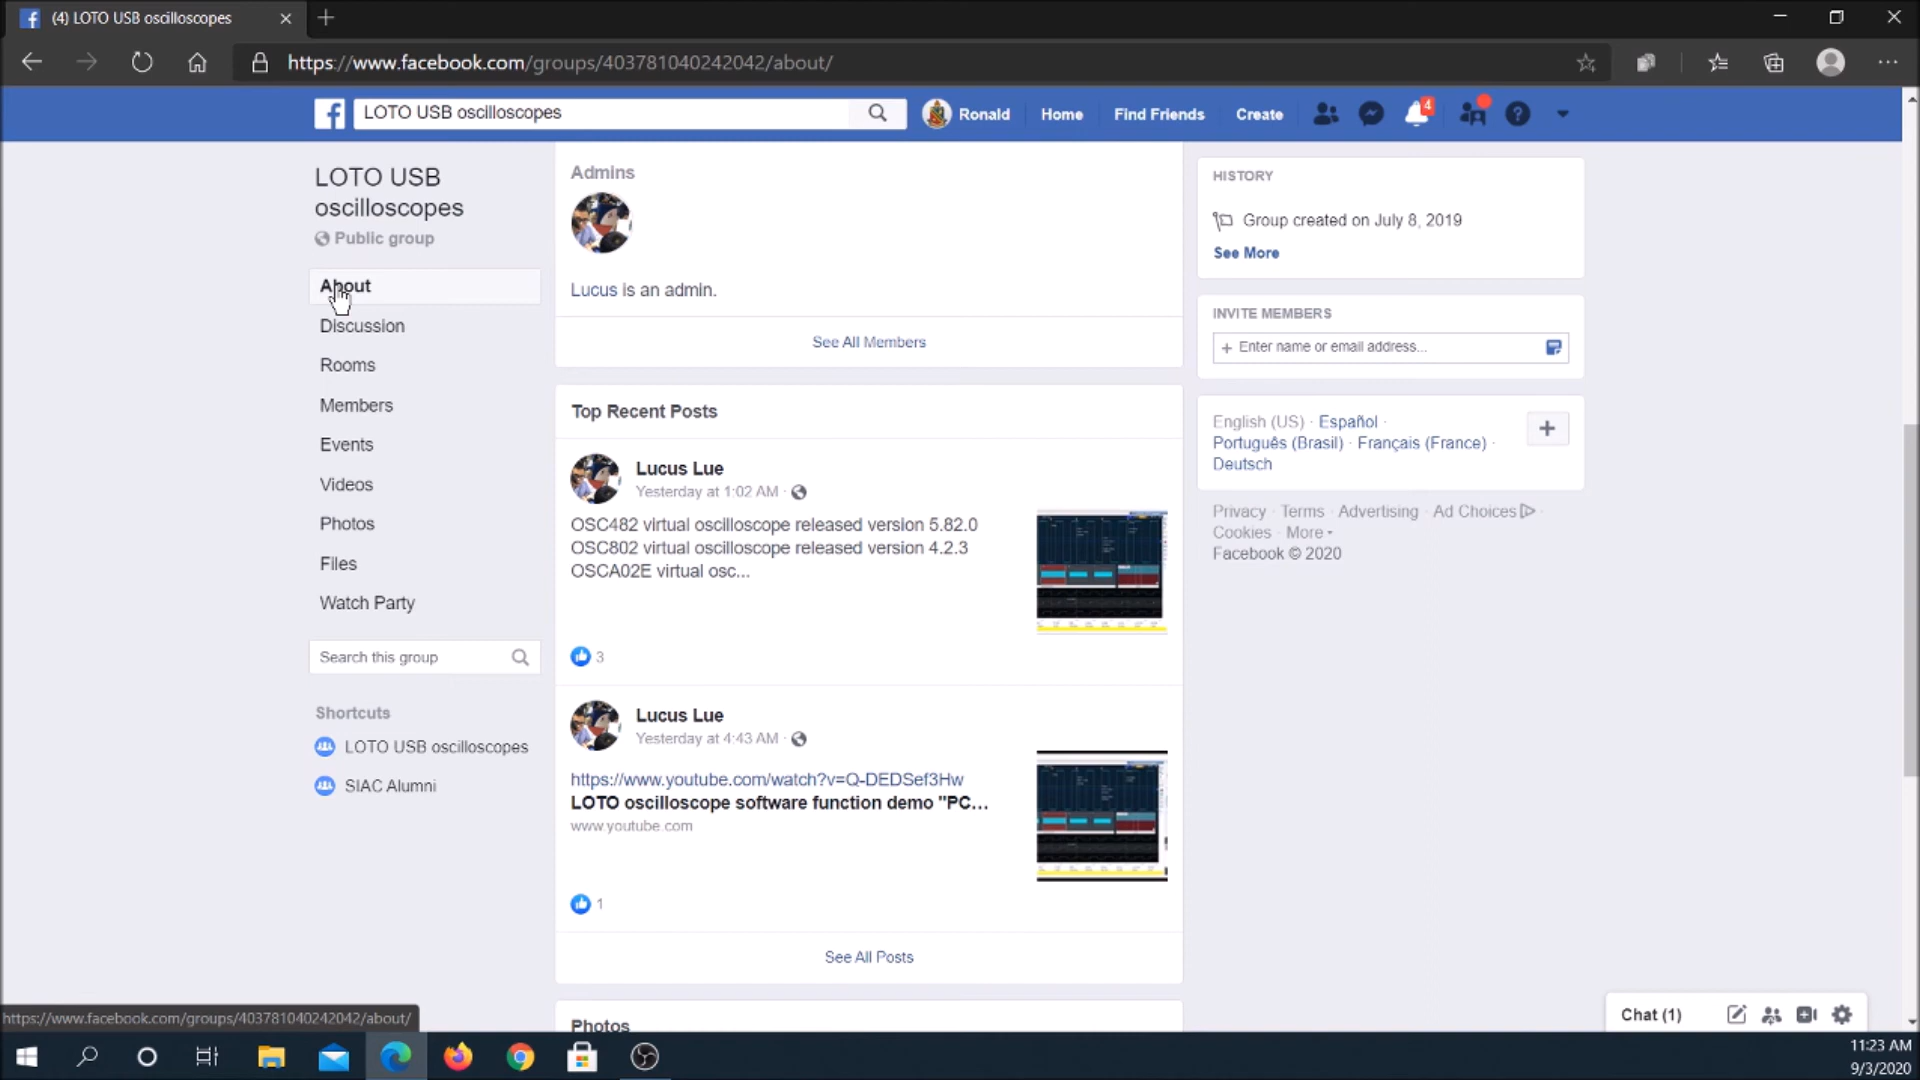 (4) LOTO USB oscilloscopes
https://www.facebook.com/groups/403781040242042/about/
LOTO USB oscilloscopes
Ronald
Home
Find Friends
Create
4
LOTO USB
oscilloscopes
Public group
About
Discussion
Rooms
Members
Events
Videos
Photos
Files
Watch Party
Search this group
Shortcuts
LOTO USB oscilloscopes
SIAC Alumni
Admins
Lucus is an admin.
See All Members
Top Recent Posts
Lucus Lue
Yesterday at 1:02 AM ·
OSC482 virtual oscilloscope released version 5.82.0
OSC802 virtual oscilloscope released version 4.2.3
OSCA02E virtual osc...
3
Lucus Lue
Yesterday at 4:43 AM ·
https://www.youtube.com/watch?v=Q-DEDSef3Hw
LOTO oscilloscope software function demo "PC...
www.youtube.com
1
See All Posts
Photos
HISTORY
Group created on July 8, 2019
See More
INVITE MEMBERS
+ Enter name or email address...
English (US) · Español ·
Português (Brasil) · Français (France) ·
Deutsch
Privacy · Terms · Advertising · Ad Choices ·
Cookies · More
Facebook © 2020
Chat (1)
https://www.facebook.com/groups/403781040242042/about/
11:23 AM
9/3/2020